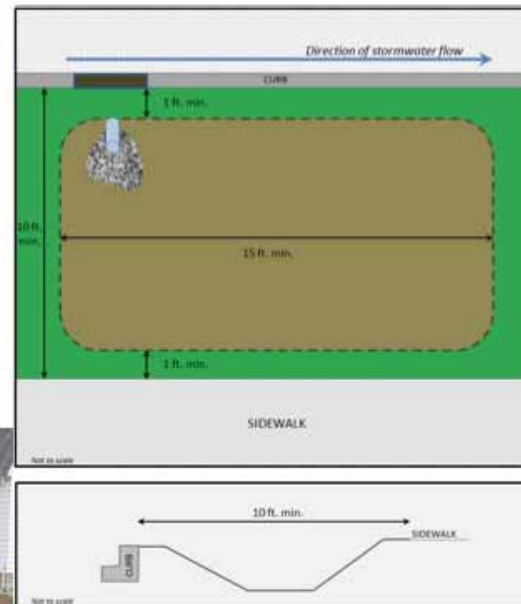 Direction of stormwater flow
CURB
1 ft. min.
10 ft.
min.
15 ft. min.
1 ft. min.
SIDEWALK
Not to scale
10 ft. min.
SIDEWALK
CURB
Not to scale